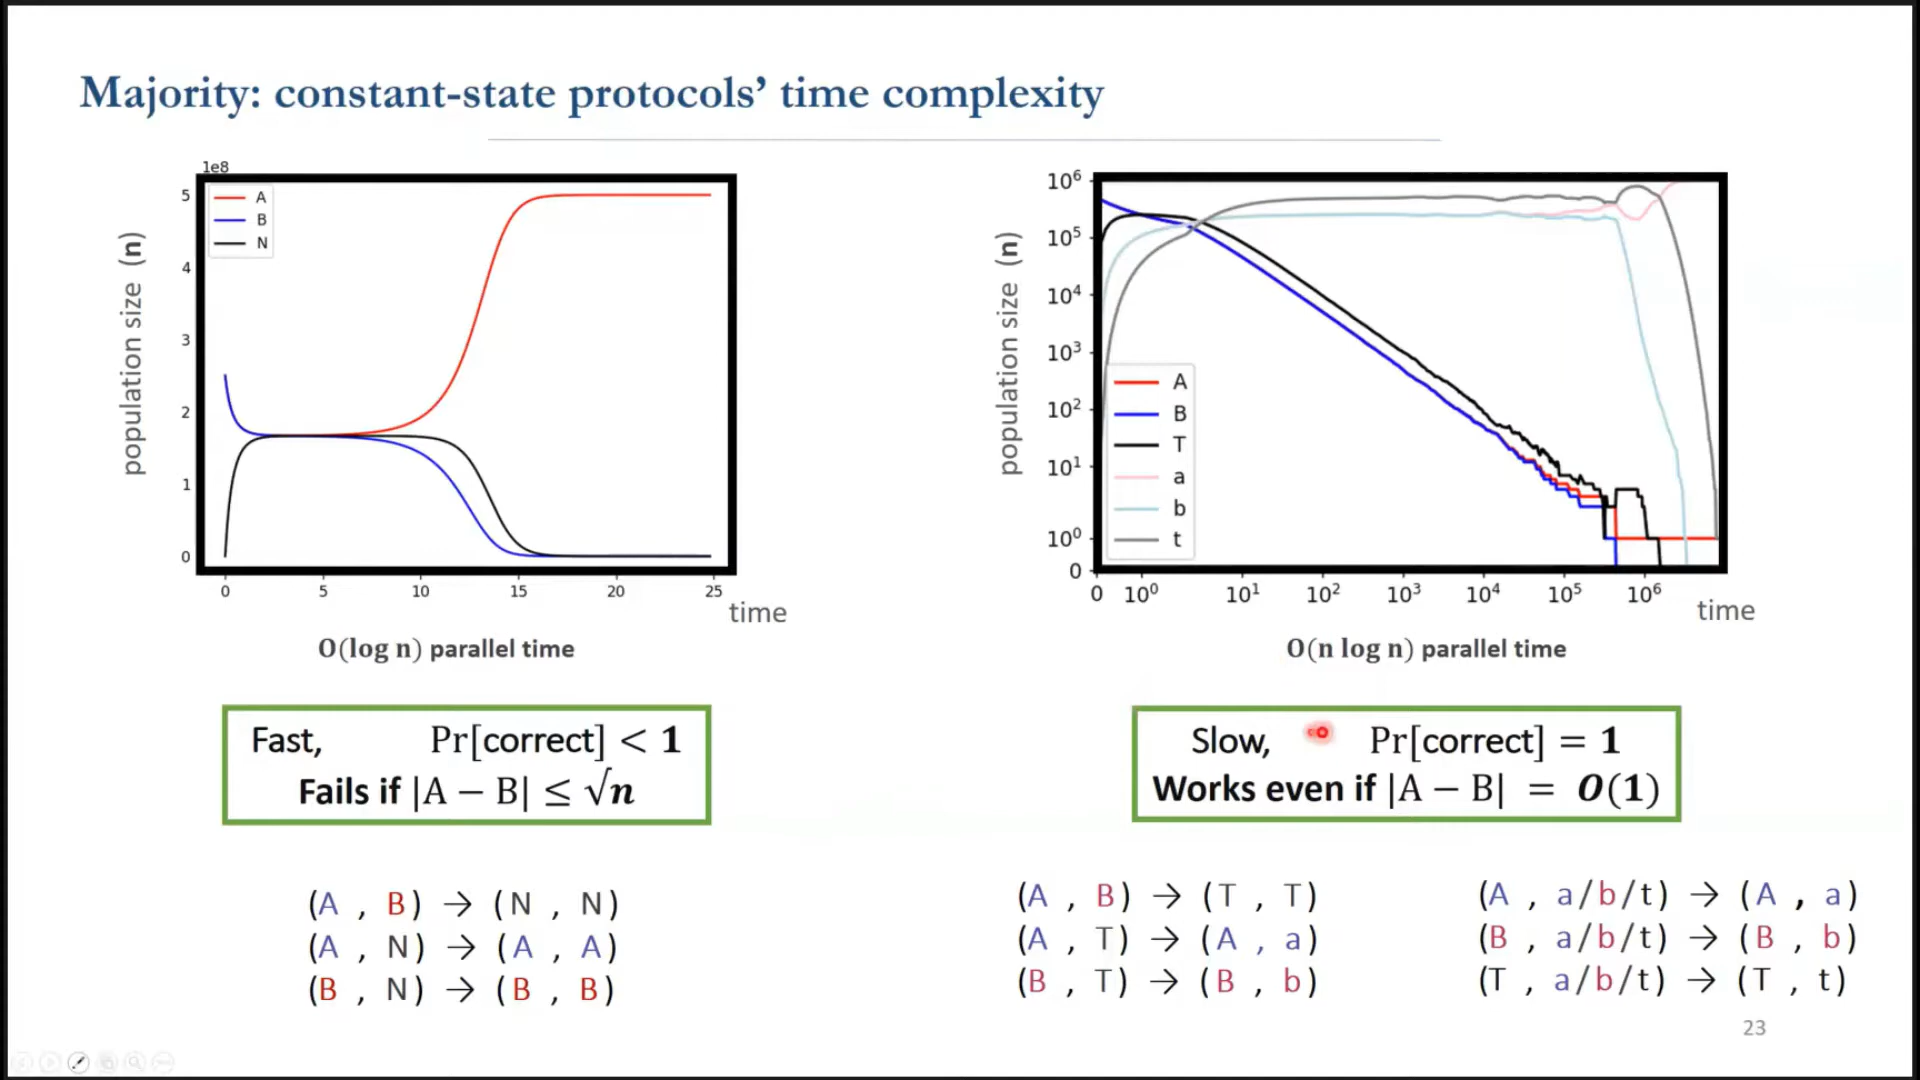 Majority: constant-state protocols’ time complexity
1e8
5
4
3
2
1
0
A
B
N
population size (n)
0 5 10 15 20 25
time
O(log n) parallel time
Fast, Pr[correct] < 1
Fails if |A − B| ≤ √n
(A , B) → (N , N)
(A , N) → (A , A)
(B , N) → (B , B)
10⁶
10⁵
10⁴
10³
10²
10¹
10⁰
0
A
B
T
a
b
t
population size (n)
0 10⁰ 10¹ 10² 10³ 10⁴ 10⁵ 10⁶
time
O(n log n) parallel time
Slow, Pr[correct] = 1
Works even if |A − B| = O(1)
(A , B) → (T , T)
(A , T) → (A , a)
(B , T) → (B , b)
(A , a/b/t) → (A , a)
(B , a/b/t) → (B , b)
(T , a/b/t) → (T , t)
23